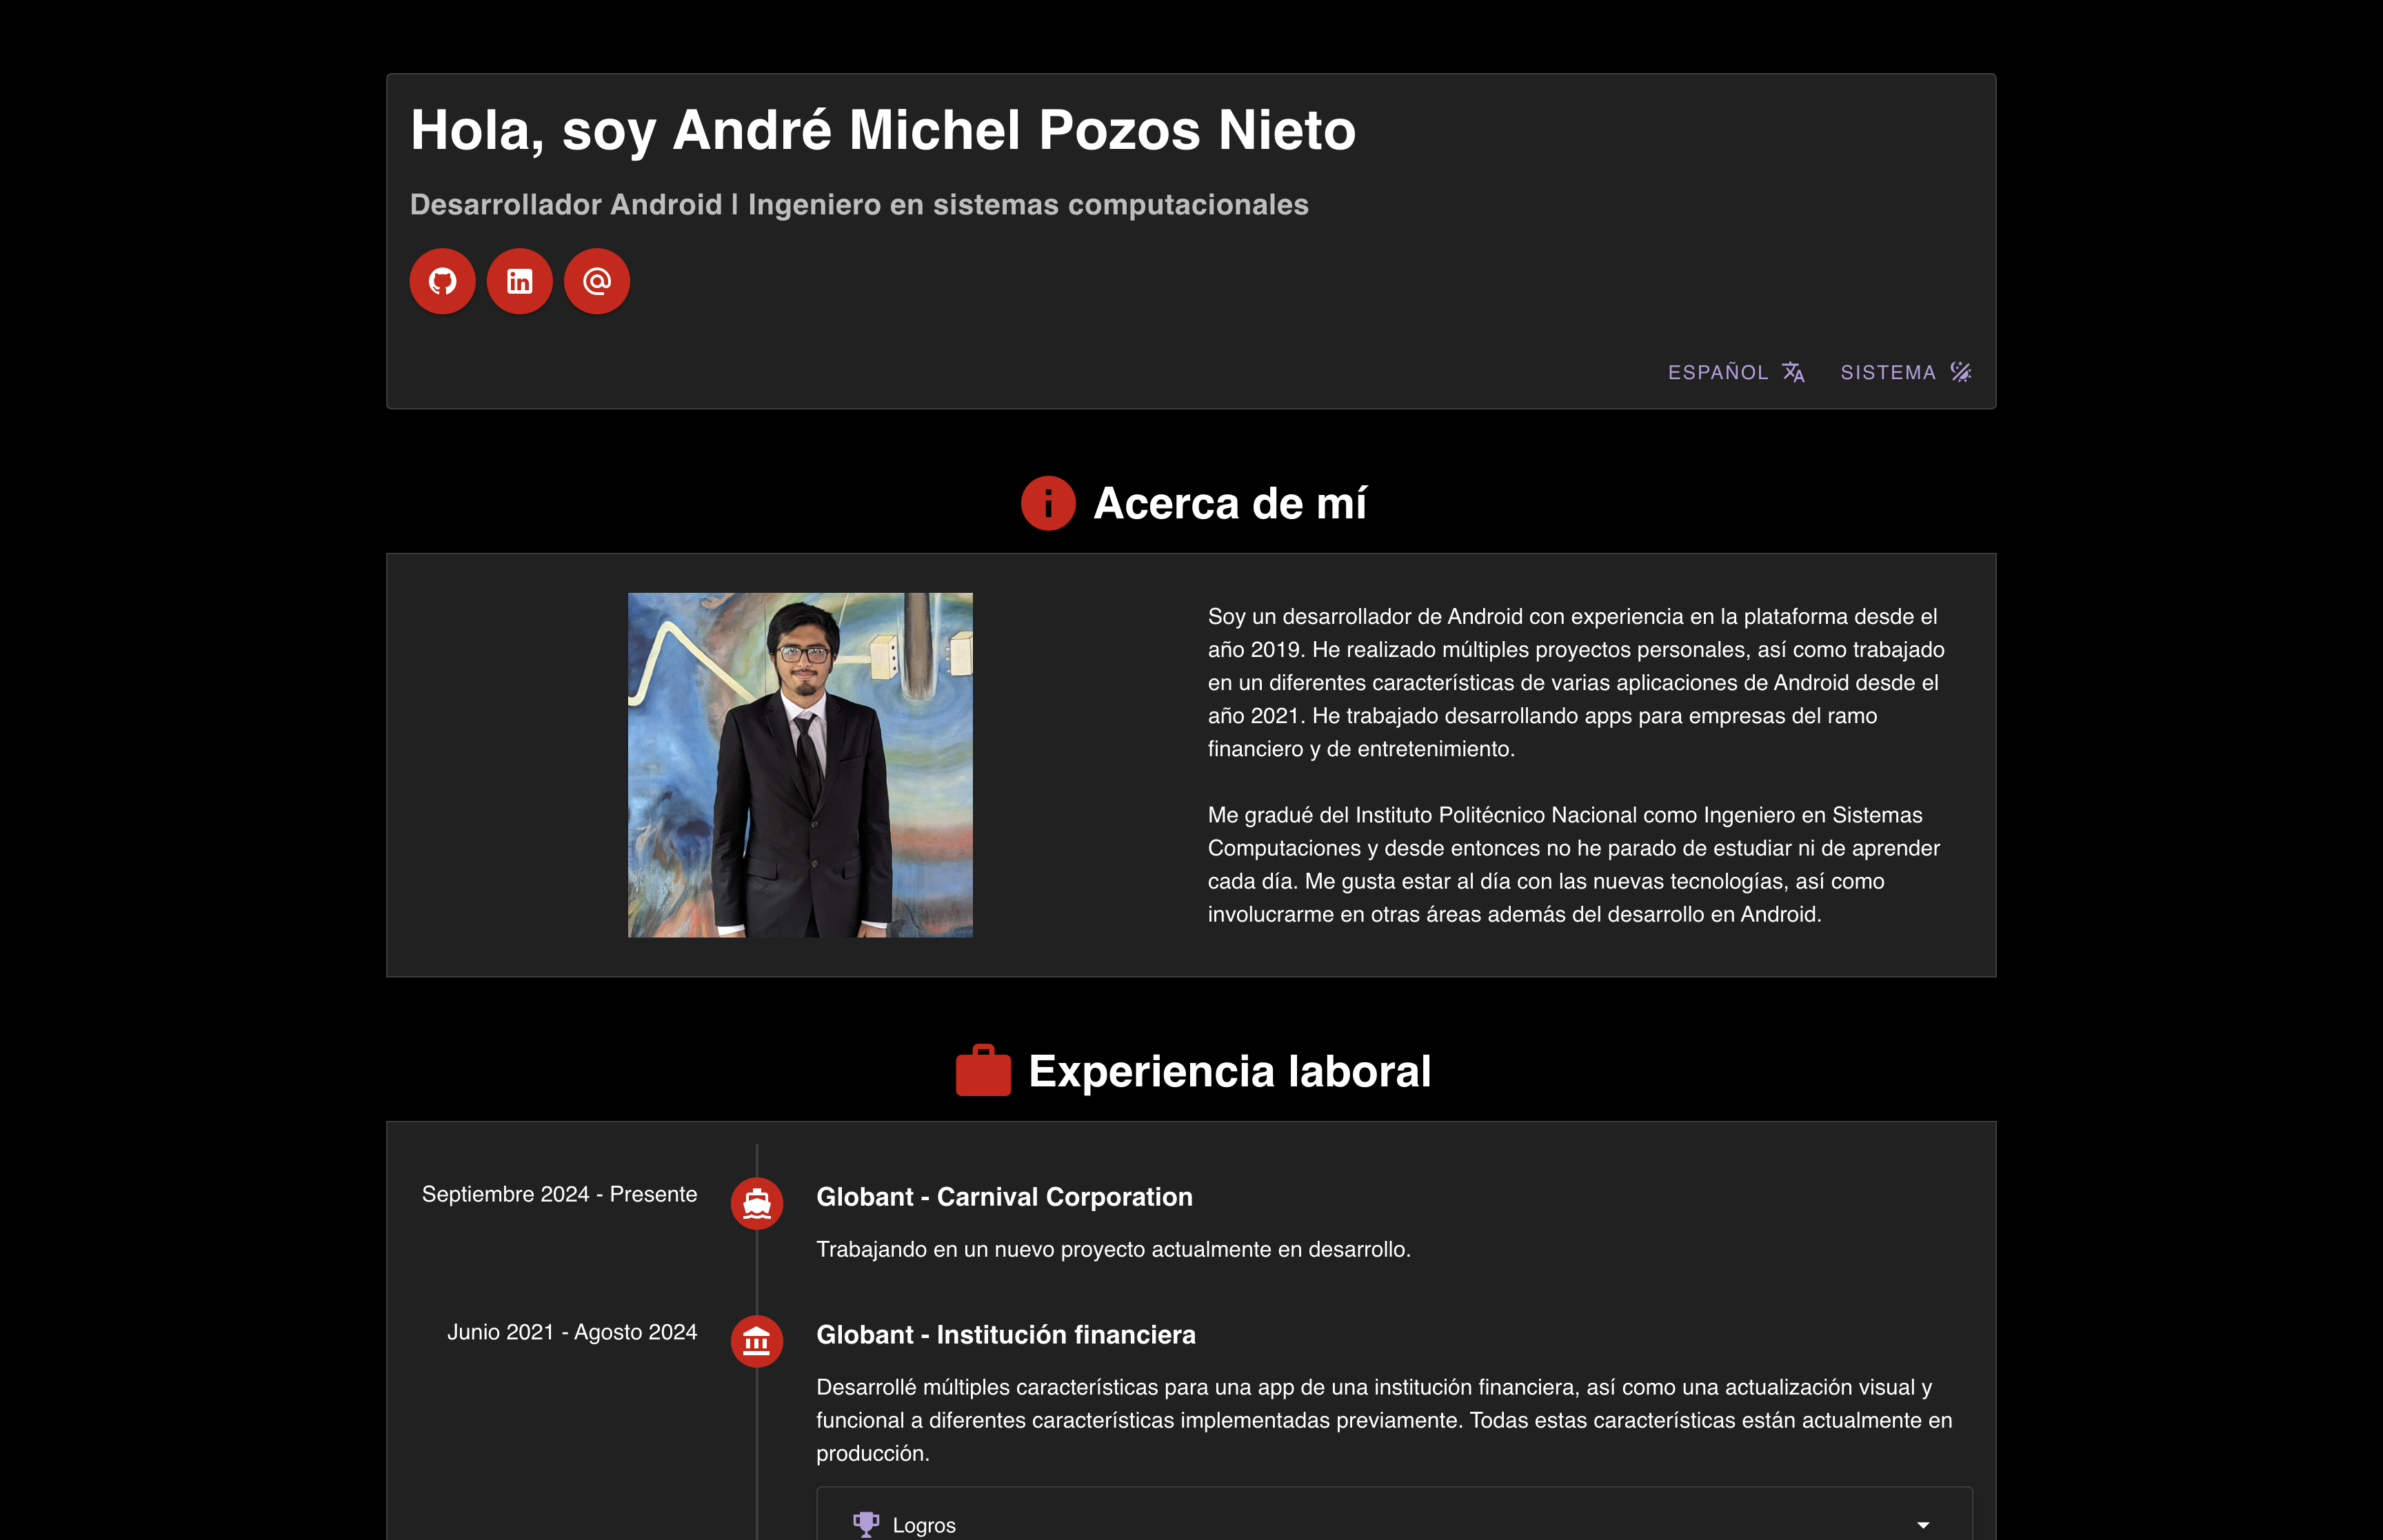 Hola, soy André Michel Pozos Nieto
Desarrollador Android | Ingeniero en sistemas computacionales
ESPAÑOL
SISTEMA
Acerca de mí
Soy un desarrollador de Android con experiencia en la plataforma desde el
año 2019. He realizado múltiples proyectos personales, así como trabajado
en un diferentes características de varias aplicaciones de Android desde el
año 2021. He trabajado desarrollando apps para empresas del ramo
financiero y de entretenimiento.
Me gradué del Instituto Politécnico Nacional como Ingeniero en Sistemas
Computaciones y desde entonces no he parado de estudiar ni de aprender
cada día. Me gusta estar al día con las nuevas tecnologías, así como
involucrarme en otras áreas además del desarrollo en Android.
Experiencia laboral
Septiembre 2024 - Presente
Globant - Carnival Corporation
Trabajando en un nuevo proyecto actualmente en desarrollo.
Junio 2021 - Agosto 2024
Globant - Institución financiera
Desarrollé múltiples características para una app de una institución financiera, así como una actualización visual y
funcional a diferentes características implementadas previamente. Todas estas características están actualmente en
producción.
Logros